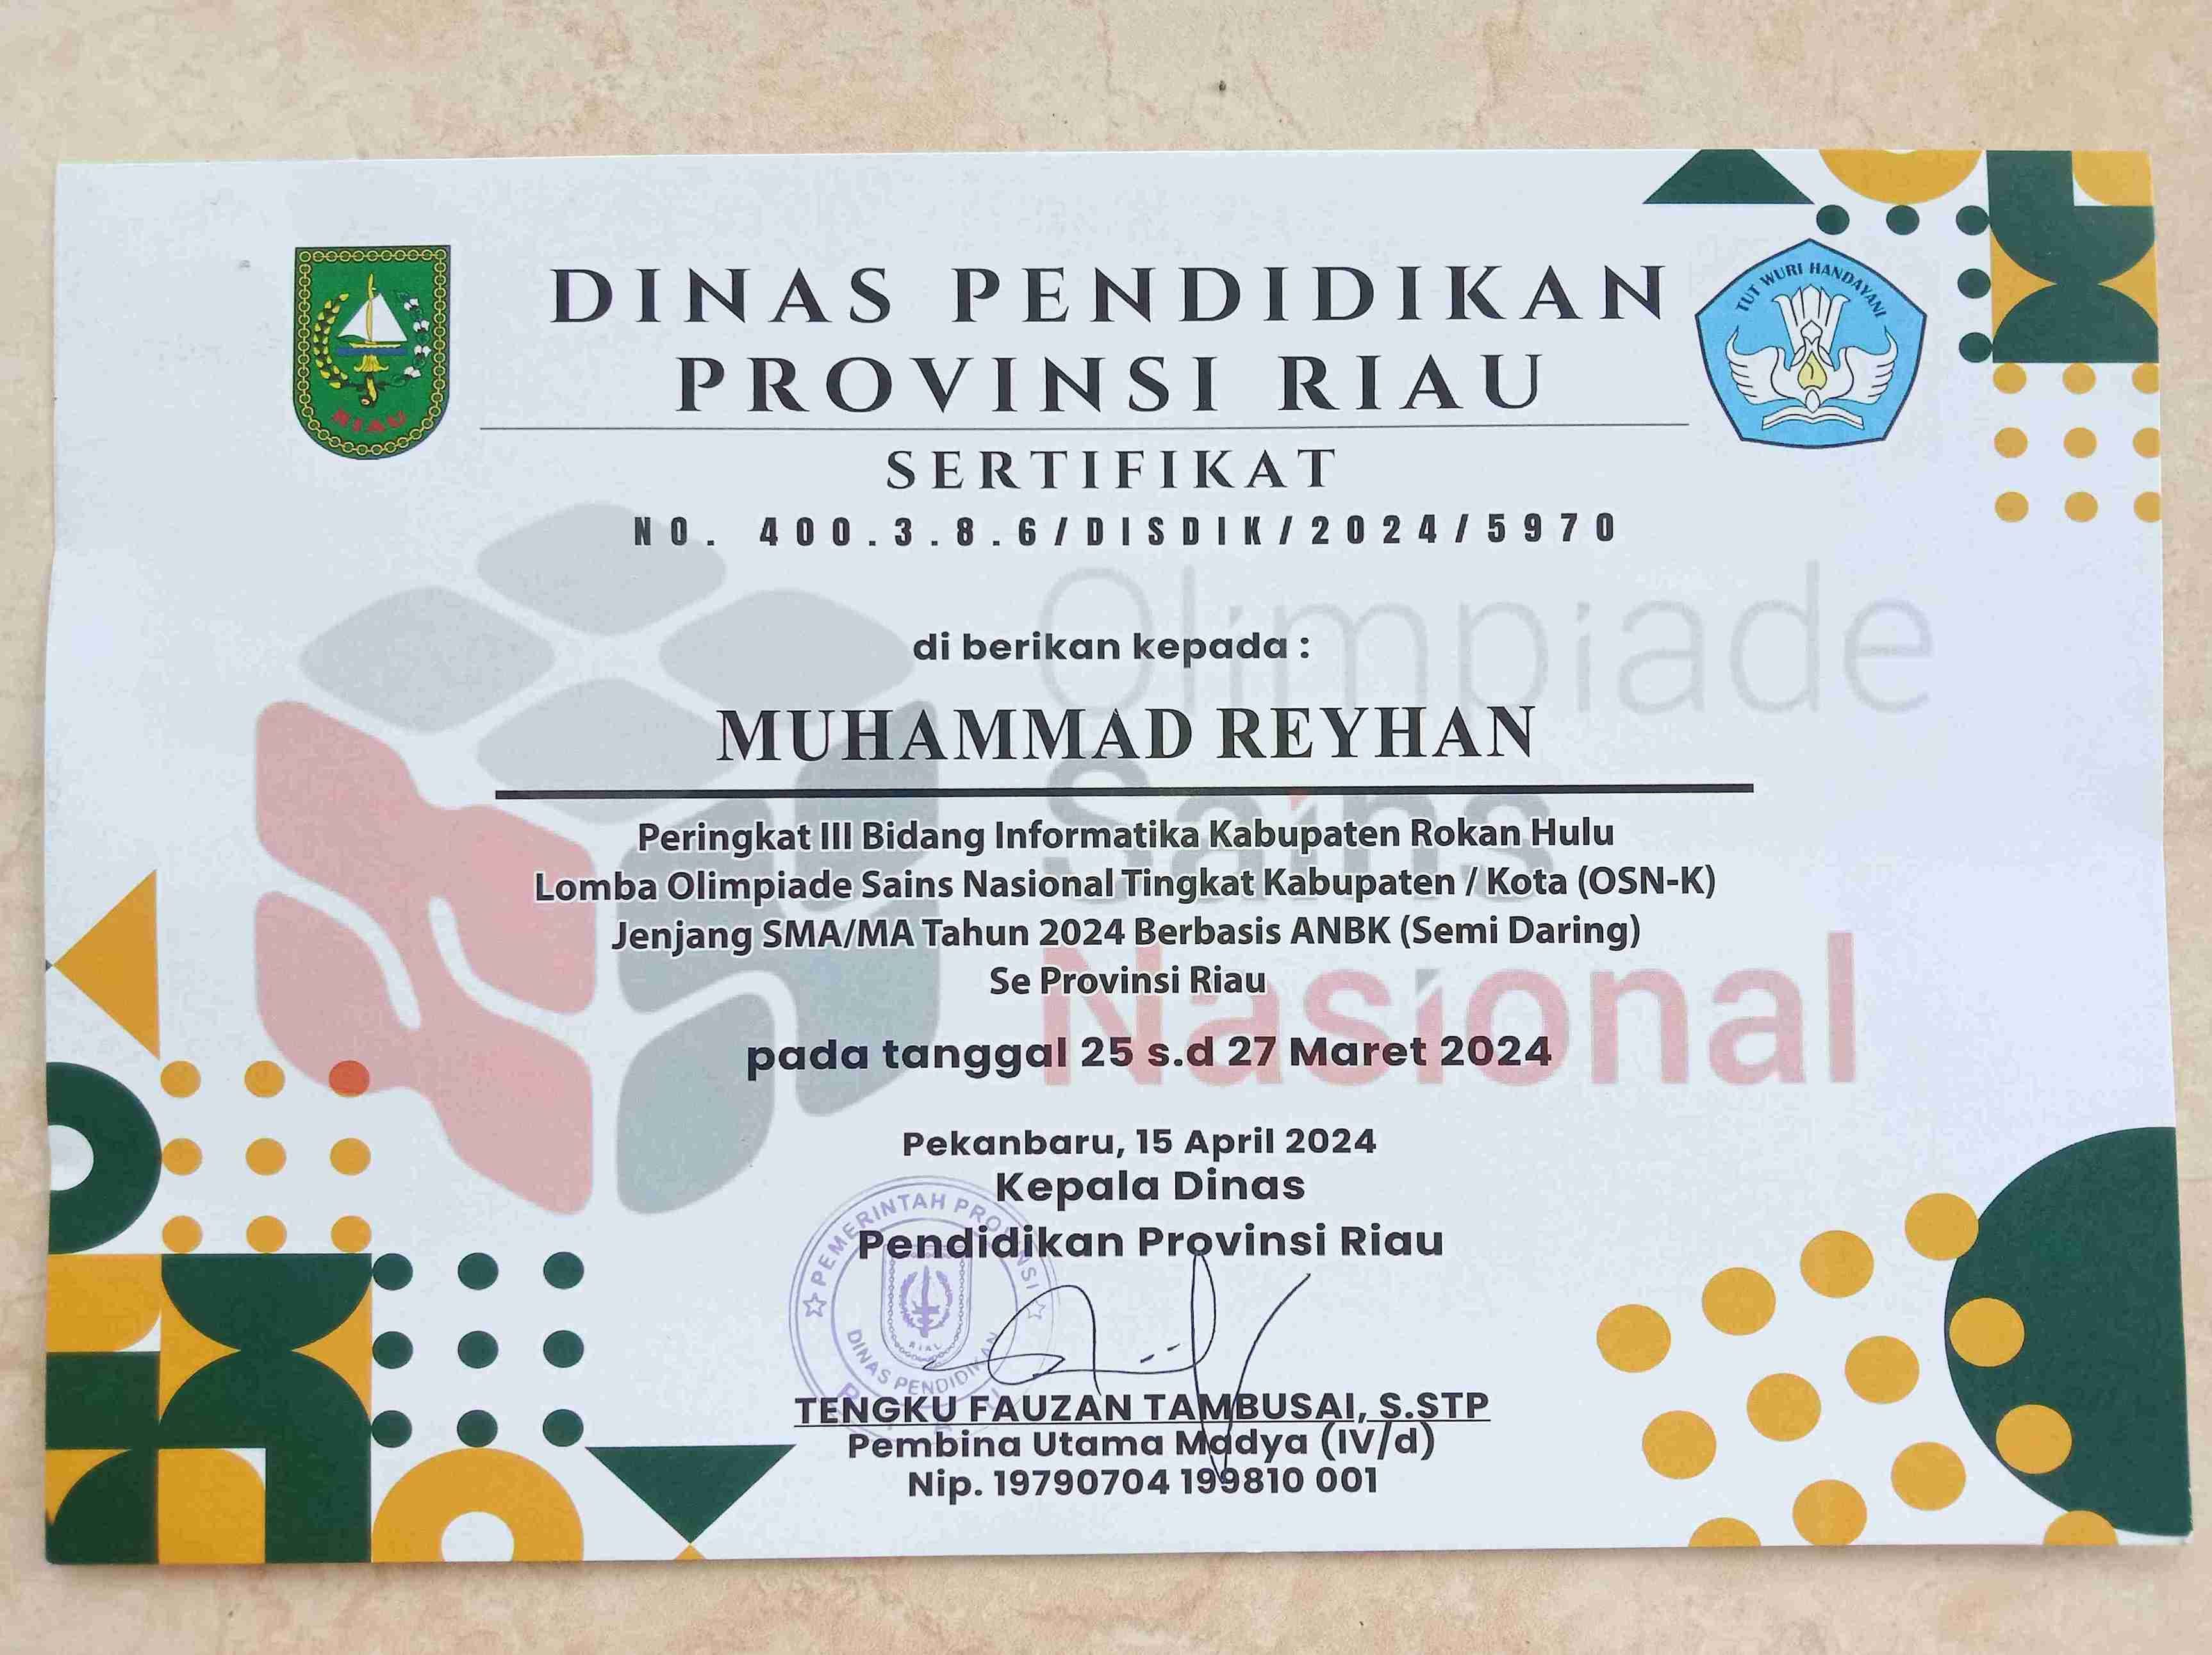 DINAS PENDIDIKAN
PROVINSI RIAU
RIAU
TUT WURI HANDAYANI
SERTIFIKAT
NO. 400.3.8.6/DISDIK/2024/5970
di berikan kepada :
Olimpiade
MUHAMMAD REYHAN
Sains
Peringkat III Bidang Informatika Kabupaten Rokan Hulu
Lomba Olimpiade Sains Nasional Tingkat Kabupaten / Kota (OSN-K)
Jenjang SMA/MA Tahun 2024 Berbasis ANBK (Semi Daring)
Se Provinsi Riau
Nasional
pada tanggal 25 s.d 27 Maret 2024
Pekanbaru, 15 April 2024
Kepala Dinas
Pendidikan Provinsi Riau
PEMERINTAH PROVINSI
RIAU
DINAS PENDIDIKAN
TENGKU FAUZAN TAMBUSAI, S.STP
Pembina Utama Madya (IV/d)
Nip. 19790704 199810 001